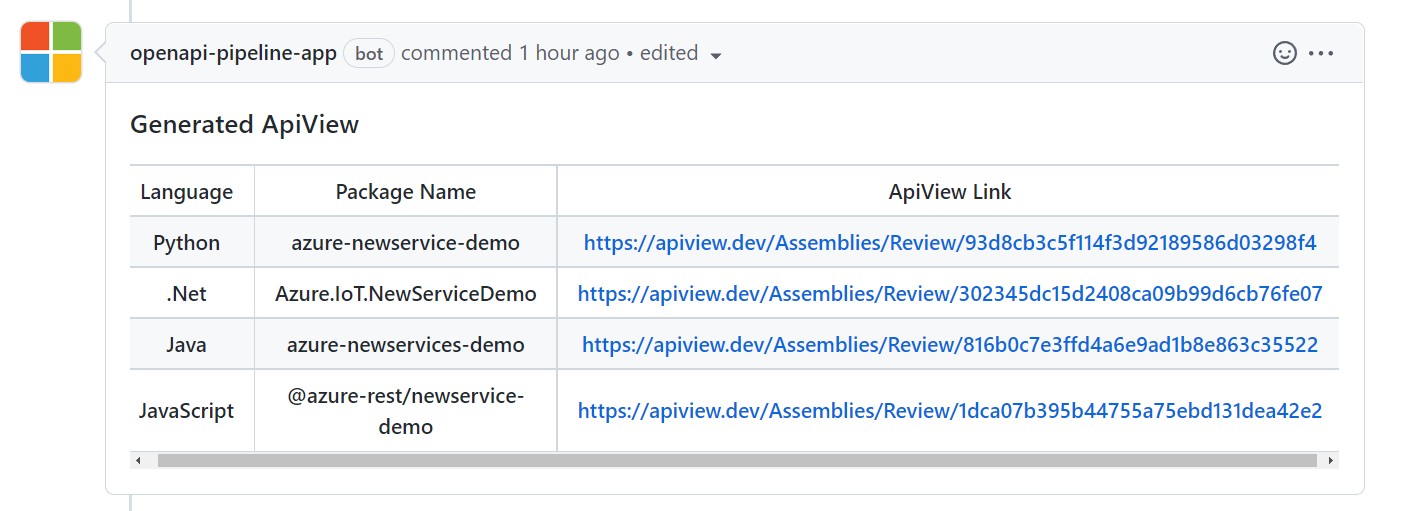 openapi-pipeline-app bot commented 1 hour ago • edited
Generated ApiView
Language Package Name ApiView Link
Python azure-newservice-demo https://apiview.dev/Assemblies/Review/93d8cb3c5f114f3d92189586d03298f4
.Net Azure.IoT.NewServiceDemo https://apiview.dev/Assemblies/Review/302345dc15d2408ca09b99d6cb76fe07
Java azure-newservices-demo https://apiview.dev/Assemblies/Review/816b0c7e3ffd4a6e9ad1b8e863c35522
JavaScript @azure-rest/newservice- https://apiview.dev/Assemblies/Review/1dca07b395b44755a75ebd131dea42e2
demo